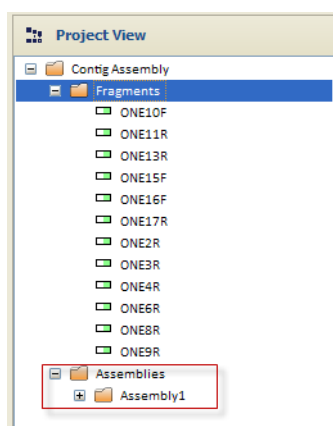 Project View
Contig Assembly
Fragments
ONE10F
ONE11R
ONE13R
ONE15F
ONE16F
ONE17R
ONE2R
ONE3R
ONE4R
ONE6R
ONE8R
ONE9R
Assemblies
Assembly1